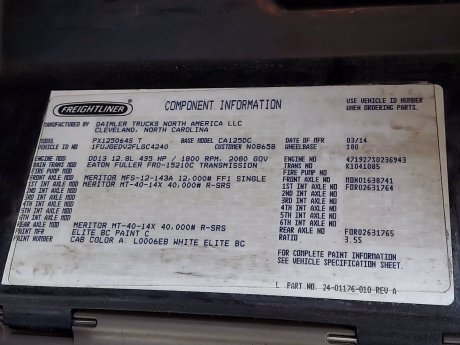 FREIGHTLINER
COMPONENT INFORMATION
USE VEHICLE ID NUMBER
WHEN ORDERING PARTS.
MANUFACTURED BY DAIMLER TRUCKS NORTH AMERICA LLC
CLEVELAND, NORTH CAROLINA
MODEL PX125064S T BASE MODEL CA125DC MFD DATE 03/14
VEHICLE ID NO 1FUJGEDV2FLGC4240 CUSTOMER NO N08658 WHEELBASE 180
ENGINE MOD DD13 12.8L 435 HP / 1800 RPM, 2080 GOV ENGINE NO 471927S0236943
TRANS MOD EATON FULLER FRO-15210C TRANSMISSION TRANS NO K1041085
FIRE PUMP MOD FIRE PUMP NO
FRONT AXLE MOD MERITOR MFS-12-143A 12,000# FF1 SINGLE FRONT AXLE NO MON01638741
1ST INT AXLE MOD MERITOR MT-40-14X 40,000# R-SRS 1ST INT AXLE NO FOR02631764
2ND INT AXLE MOD 2ND INT AXLE NO
3RD INT AXLE MOD 3RD INT AXLE NO
4TH INT AXLE MOD 4TH INT AXLE NO
5TH INT AXLE MOD 5TH INT AXLE NO
6TH INT AXLE MOD 6TH INT AXLE NO
REAR AXLE MOD MERITOR MT-40-14X 40,000# R-SRS REAR AXLE NO FOR02631765
PAINT MFR ELITE BC PAINT C RATIO 3.55
PAINT NUMBER CAB COLOR A: L0006EB WHITE ELITE BC
FOR COMPLETE PAINT INFORMATION
SEE VEHICLE SPECIFICATION SHEET.
L PART NO. 24-01176-010 REV A